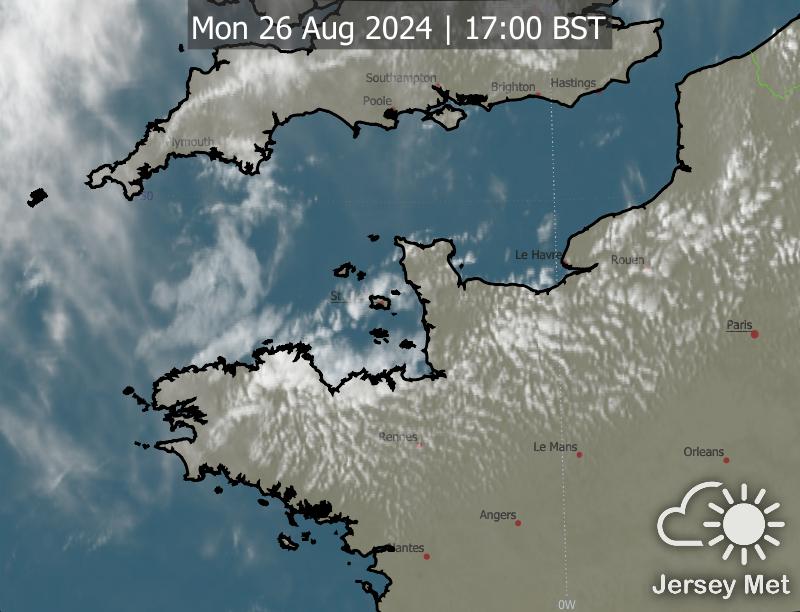 Mon 26 Aug 2024 | 17:00 BST
Southampton
Brighton
Hastings
Poole
lymouth
50
Le Havre
Rouen
St.
Paris
Rennes
Le Mans
Orleans
Angers
antes
0W
Jersey Met